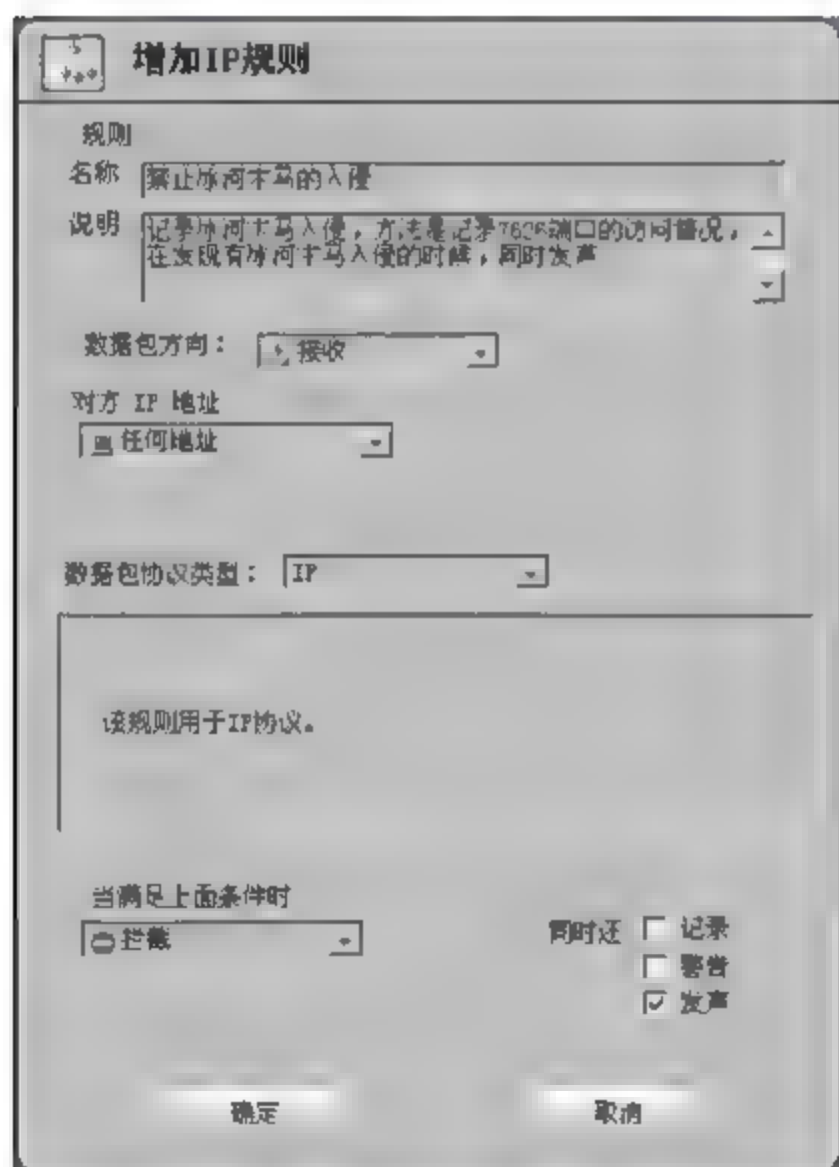 增加IP规则
规则
名称 禁止冰河木马的入侵
说明 记录冰河木马入侵，方法是记录7626端口的访问情况，
在发现有冰河木马入侵的时候，同时发声
数据包方向： 接收
对方 IP 地址
任何地址
数据包协议类型： IP
该规则用于IP协议。
当满足上面条件时
拦截
同时还 记录
警告
发声
确定 取消